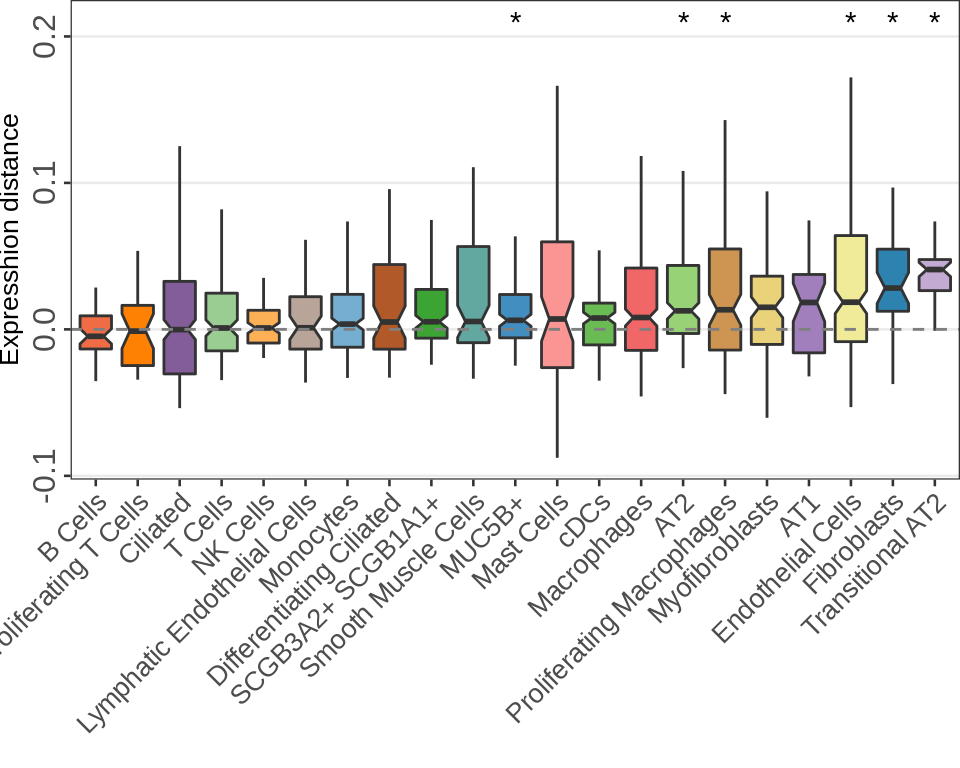 * * * * * *
Expression distance
0.2
0.1
0.0
-0.1
B Cells
oliferating T Cells
Ciliated
T Cells
NK Cells
Lymphatic Endothelial Cells
Monocytes
Differentiating Ciliated
SCGB3A2+ SCGB1A1+
Smooth Muscle Cells
MUC5B+
Mast Cells
cDCs
Macrophages
AT2
Proliferating Macrophages
Myofibroblasts
AT1
Endothelial Cells
Fibroblasts
Transitional AT2